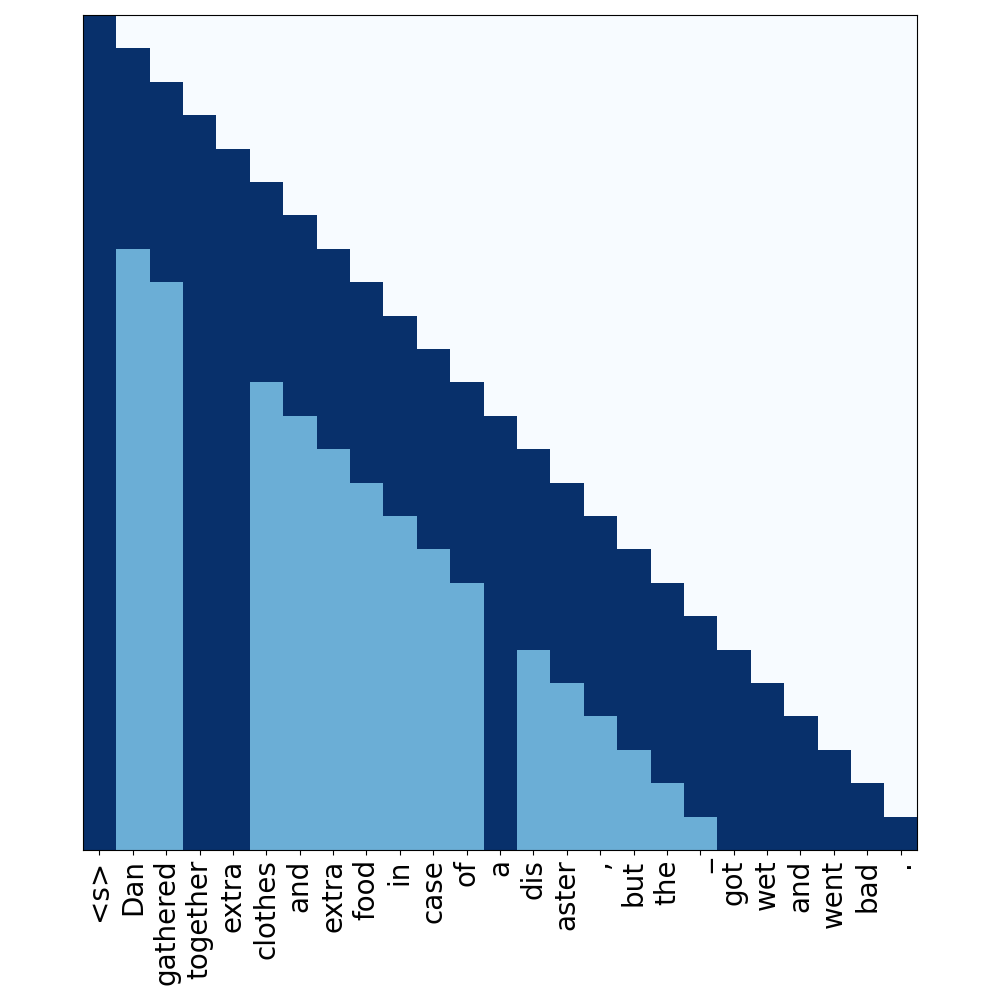 <s>
Dan
gathered
together
extra
clothes
and
extra
food
in
case
of
a
dis
aster
,
but
the
_
got
wet
and
went
bad
.